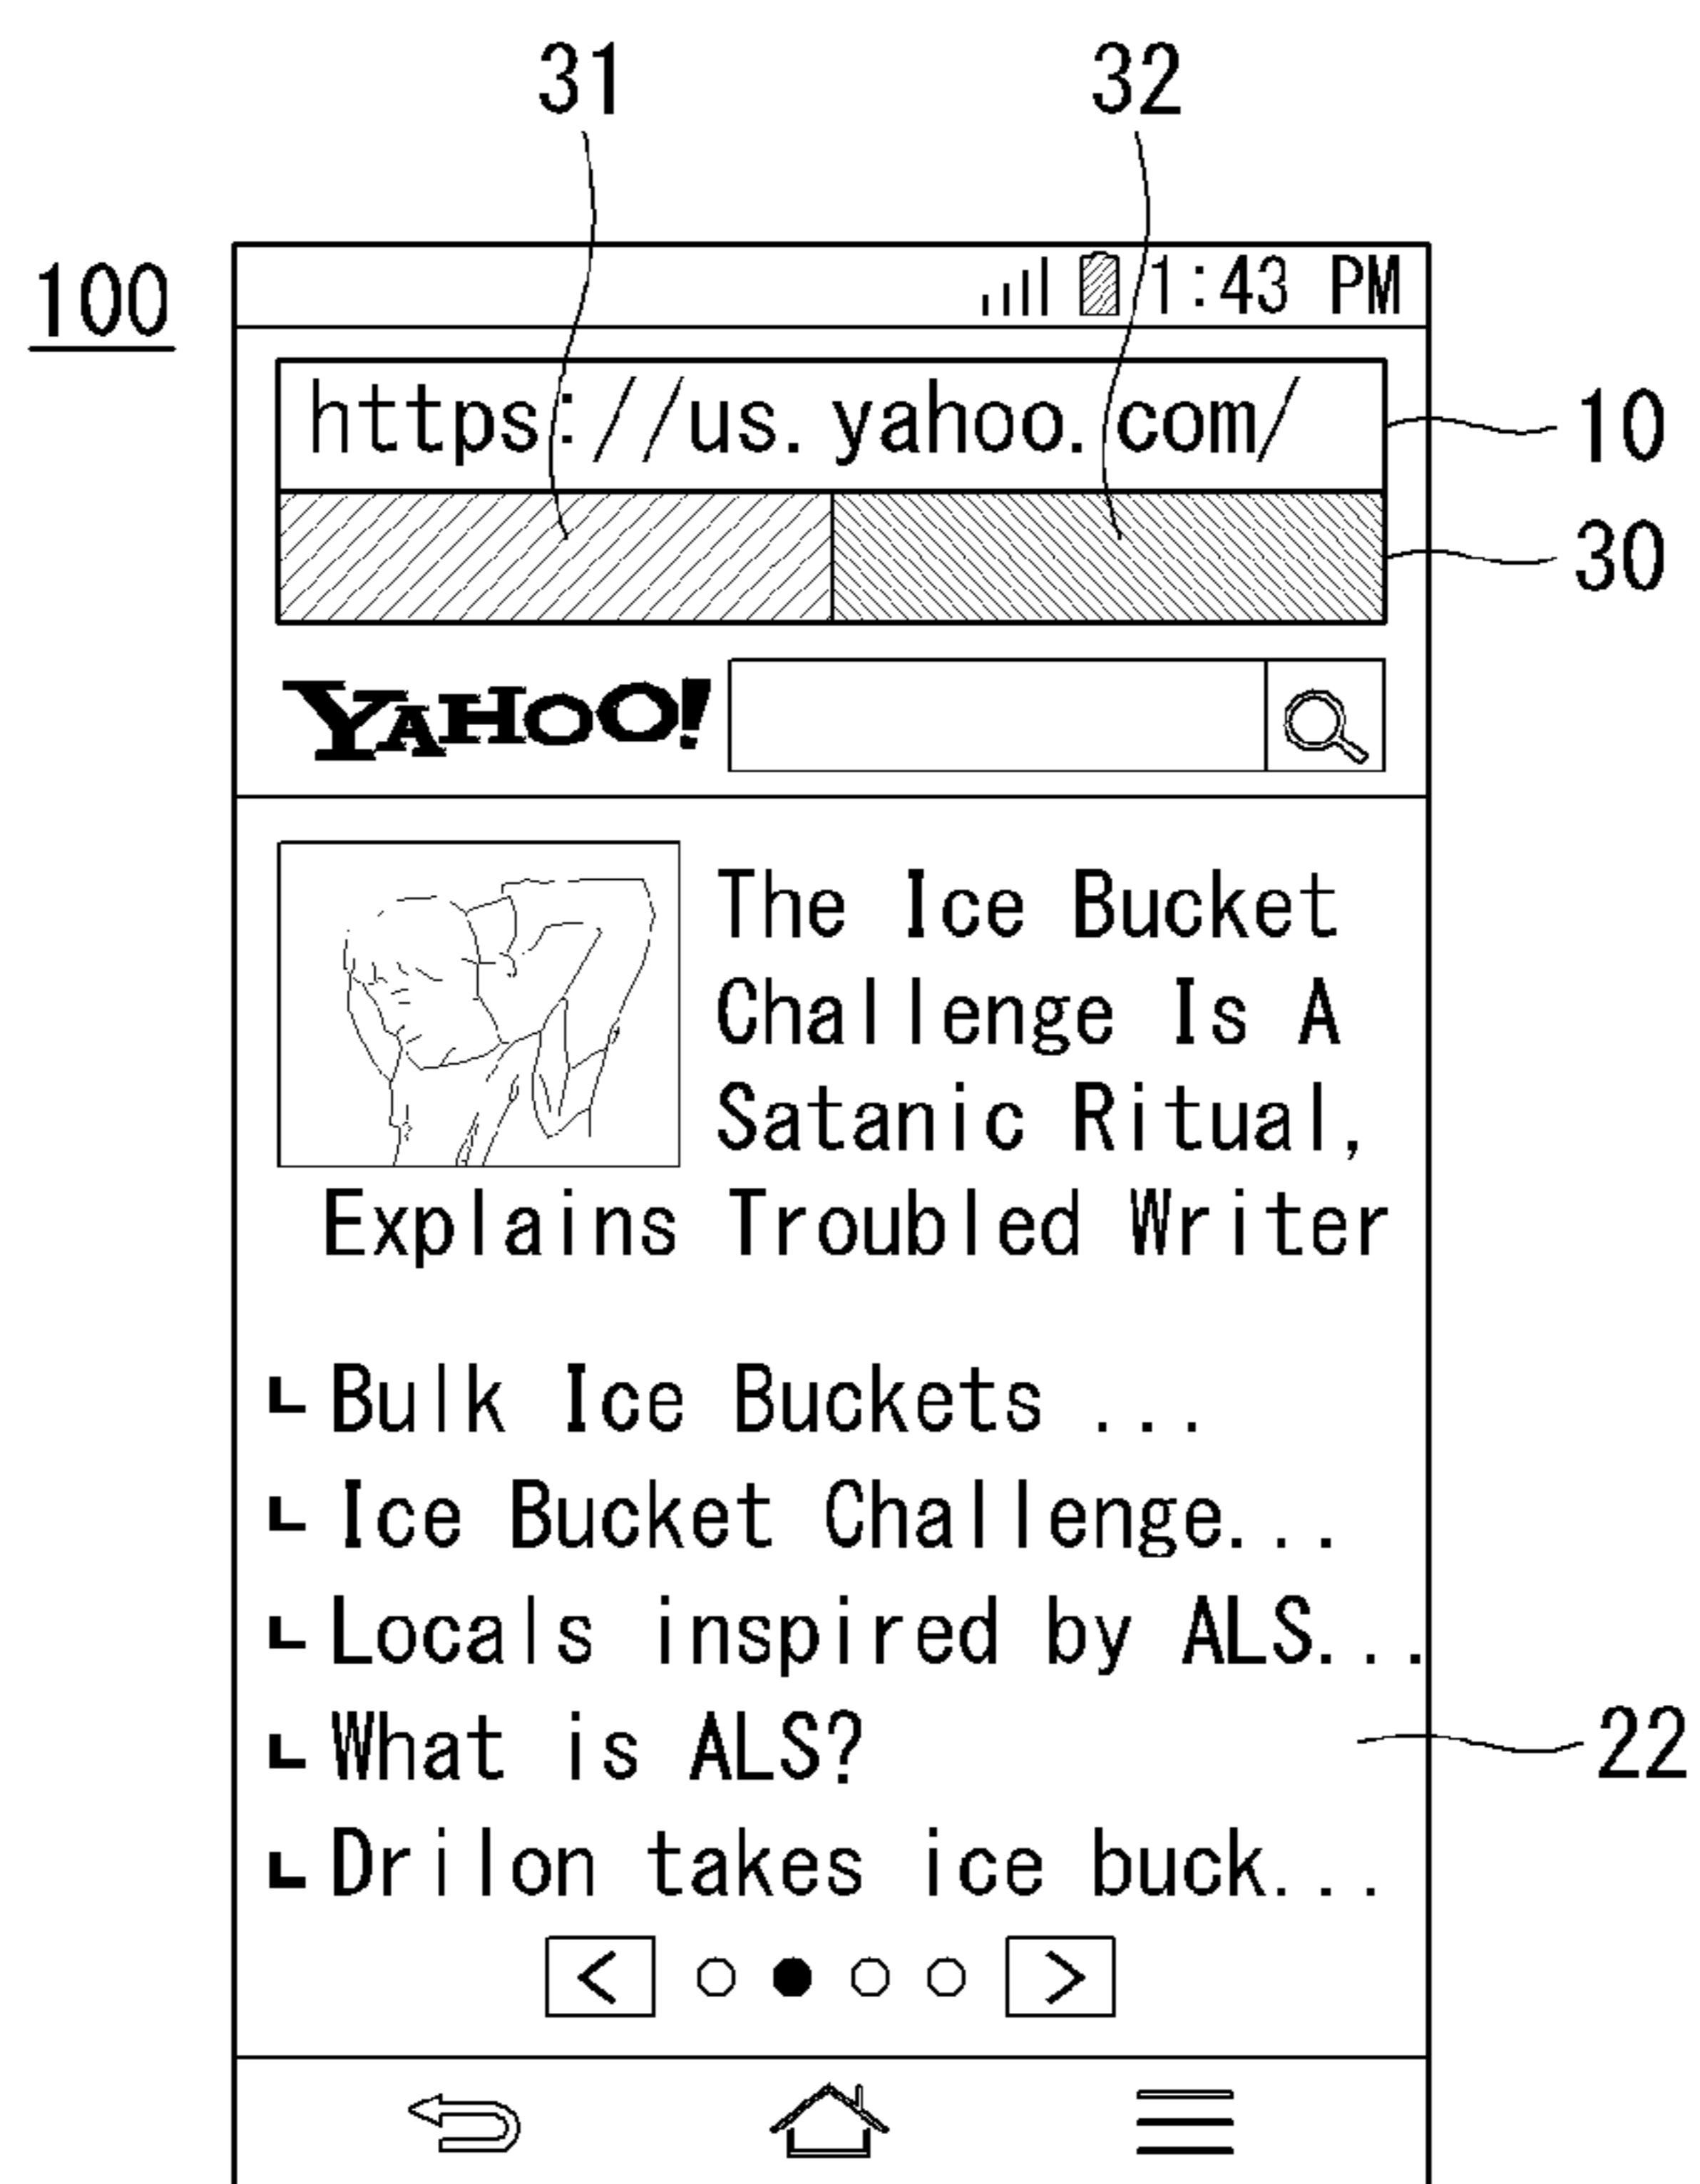 31 32
100
1:43 PM
https://us.yahoo.com/
10
30
YAHOO!
The Ice Bucket
Challenge Is A
Satanic Ritual,
Explains Troubled Writer
Bulk Ice Buckets ...
Ice Bucket Challenge...
Locals inspired by ALS...
What is ALS?
22
Drilon takes ice buck...